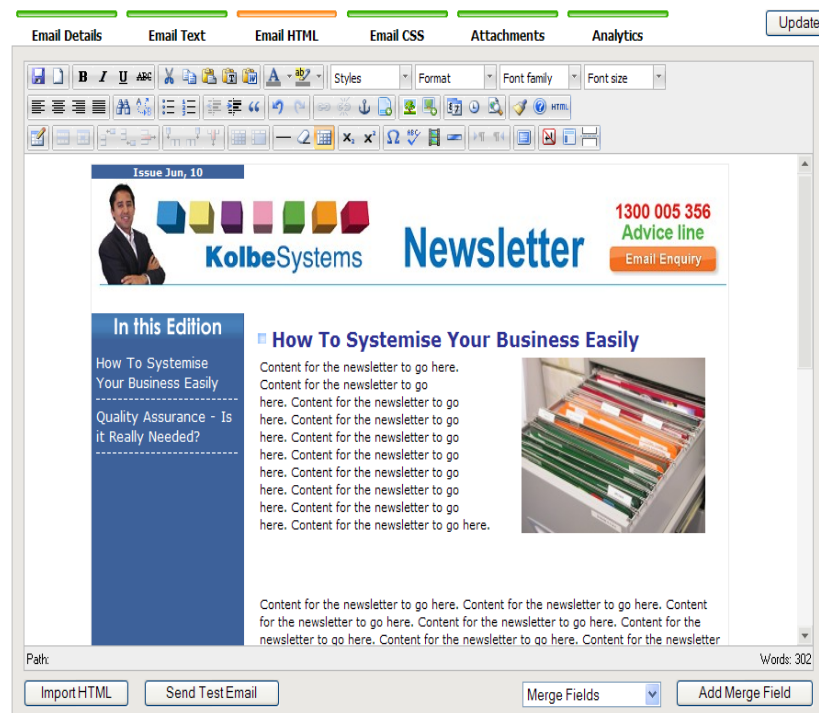 Update
Email Details Email Text Email HTML Email CSS Attachments Analytics
B I U ABC A ab Styles Format Font family Font size
HTML
x₂ x² Ω ABC
Issue Jun, 10
KolbeSystems
Newsletter
1300 005 356
Advice line
Email Enquiry
In this Edition
How To Systemise
Your Business Easily
Quality Assurance - Is
it Really Needed?
How To Systemise Your Business Easily
Content for the newsletter to go here.
Content for the newsletter to go
here. Content for the newsletter to go
here. Content for the newsletter to go
here. Content for the newsletter to go
here. Content for the newsletter to go
here. Content for the newsletter to go
here. Content for the newsletter to go
here. Content for the newsletter to go
here. Content for the newsletter to go here.
Content for the newsletter to go here. Content for the newsletter to go here. Content
for the newsletter to go here. Content for the newsletter to go here. Content for the
newsletter to go here. Content for the newsletter to go here. Content for the newsletter
Path: Words: 302
Import HTML Send Test Email Merge Fields Add Merge Field